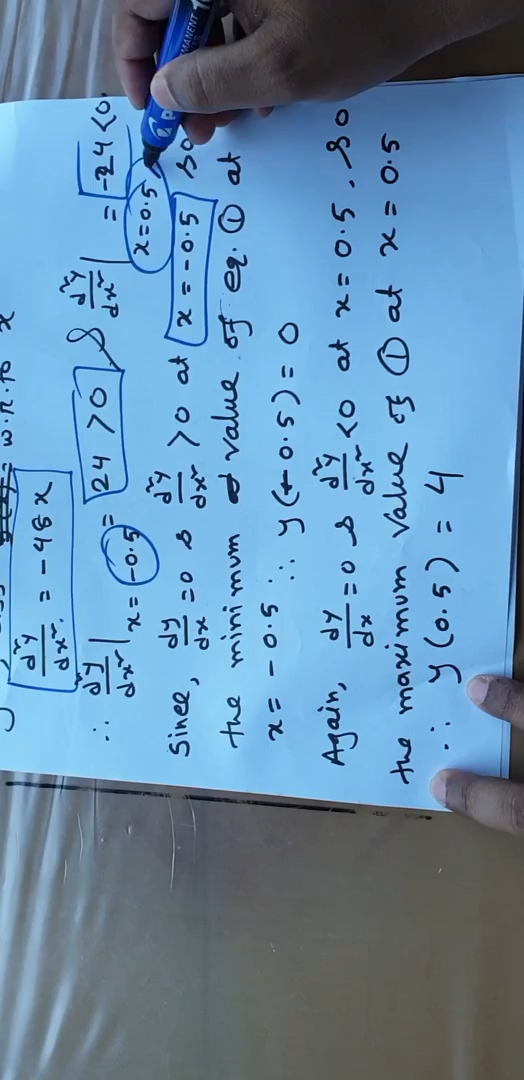 w.r.to x
d²y/dx² = -48x
∴ d²y/dx² | x = -0.5 = 24 > 0 & d²y/dx² | x = 0.5 = -24 < 0
Since, dy/dx = 0 & d²y/dx² > 0 at x = -0.5 so
the minimum value of eq. ① at
x = -0.5 ∴ y(-0.5) = 0
Again, dy/dx = 0 & d²y/dx² < 0 at x = 0.5, so
the maximum value of ① at x = 0.5
∴ y(0.5) = 4